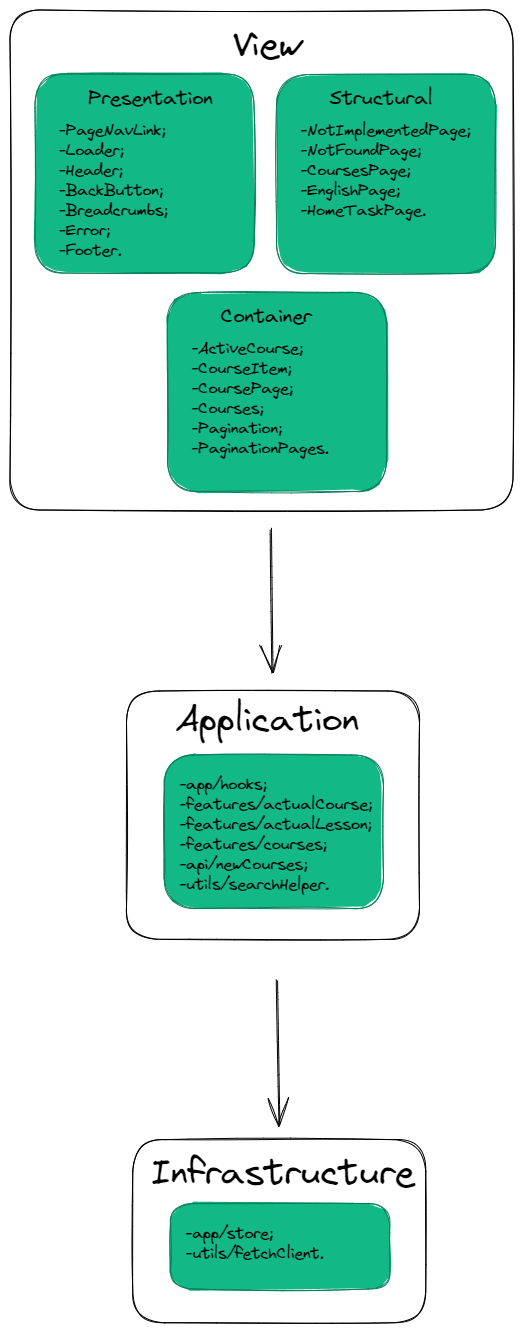 View
Presentation
-PageNavLink;
-Loader;
-Header;
-BackButton;
-Breadcrumbs;
-Error;
-Footer.
Structural
-NotImplementedPage;
-NotFoundPage;
-CoursesPage;
-EnglishPage;
-HomeTaskPage.
Container
-ActiveCourse;
-CourseItem;
-CoursePage;
-Courses;
-Pagination;
-PaginationPages.
Application
-app/hooks;
-features/actualCourse;
-features/actualLesson;
-features/courses;
-api/newCourses;
-utils/searchHelper.
Infrastructure
-app/store;
-utils/fetchClient.